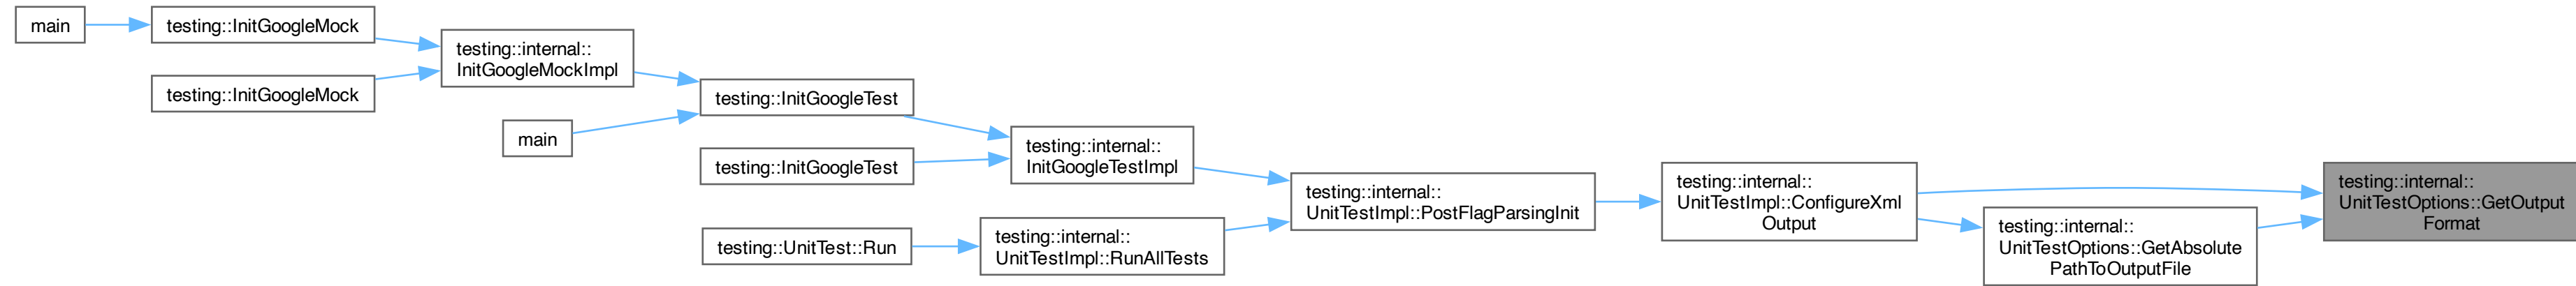 main
testing::InitGoogleMock
testing::InitGoogleMock
testing::internal::
InitGoogleMockImpl
testing::InitGoogleTest
main
testing::InitGoogleTest
testing::internal::
InitGoogleTestImpl
testing::UnitTest::Run
testing::internal::
UnitTestImpl::RunAllTests
testing::internal::
UnitTestImpl::PostFlagParsingInit
testing::internal::
UnitTestImpl::ConfigureXml
Output
testing::internal::
UnitTestOptions::GetAbsolute
PathToOutputFile
testing::internal::
UnitTestOptions::GetOutput
Format